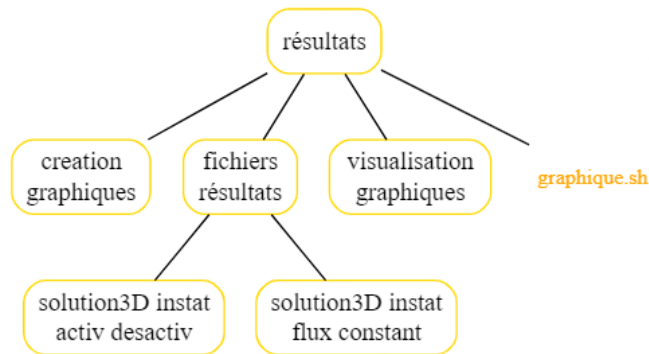 résultats
creation
graphiques
fichiers
résultats
visualisation
graphiques
graphique.sh
solution3D instat
activ desactiv
solution3D instat
flux constant